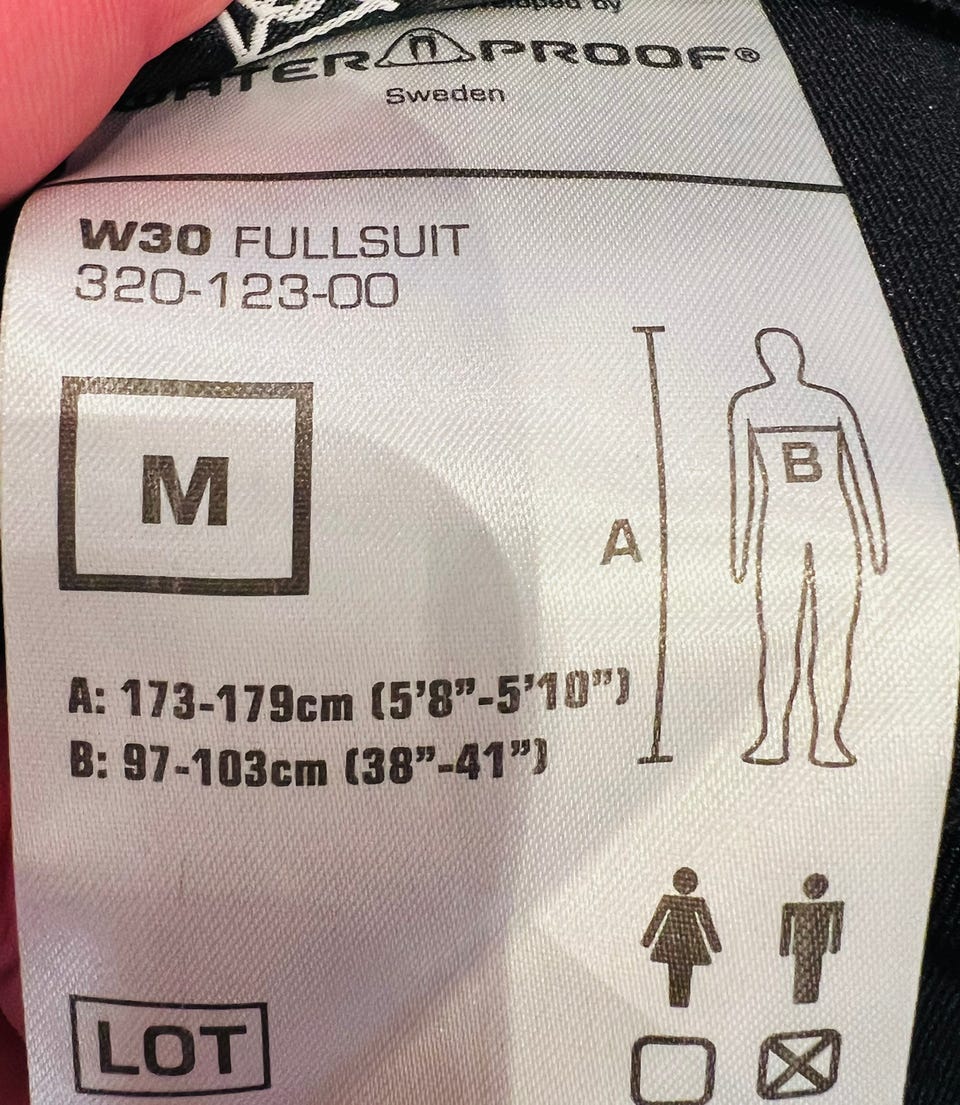 by
WATER PROOF®
Sweden
W30 FULLSUIT
320-123-00
M
A
B
A: 173-179cm (5’8”-5’10”)
B: 97-103cm (38”-41”)
LOT